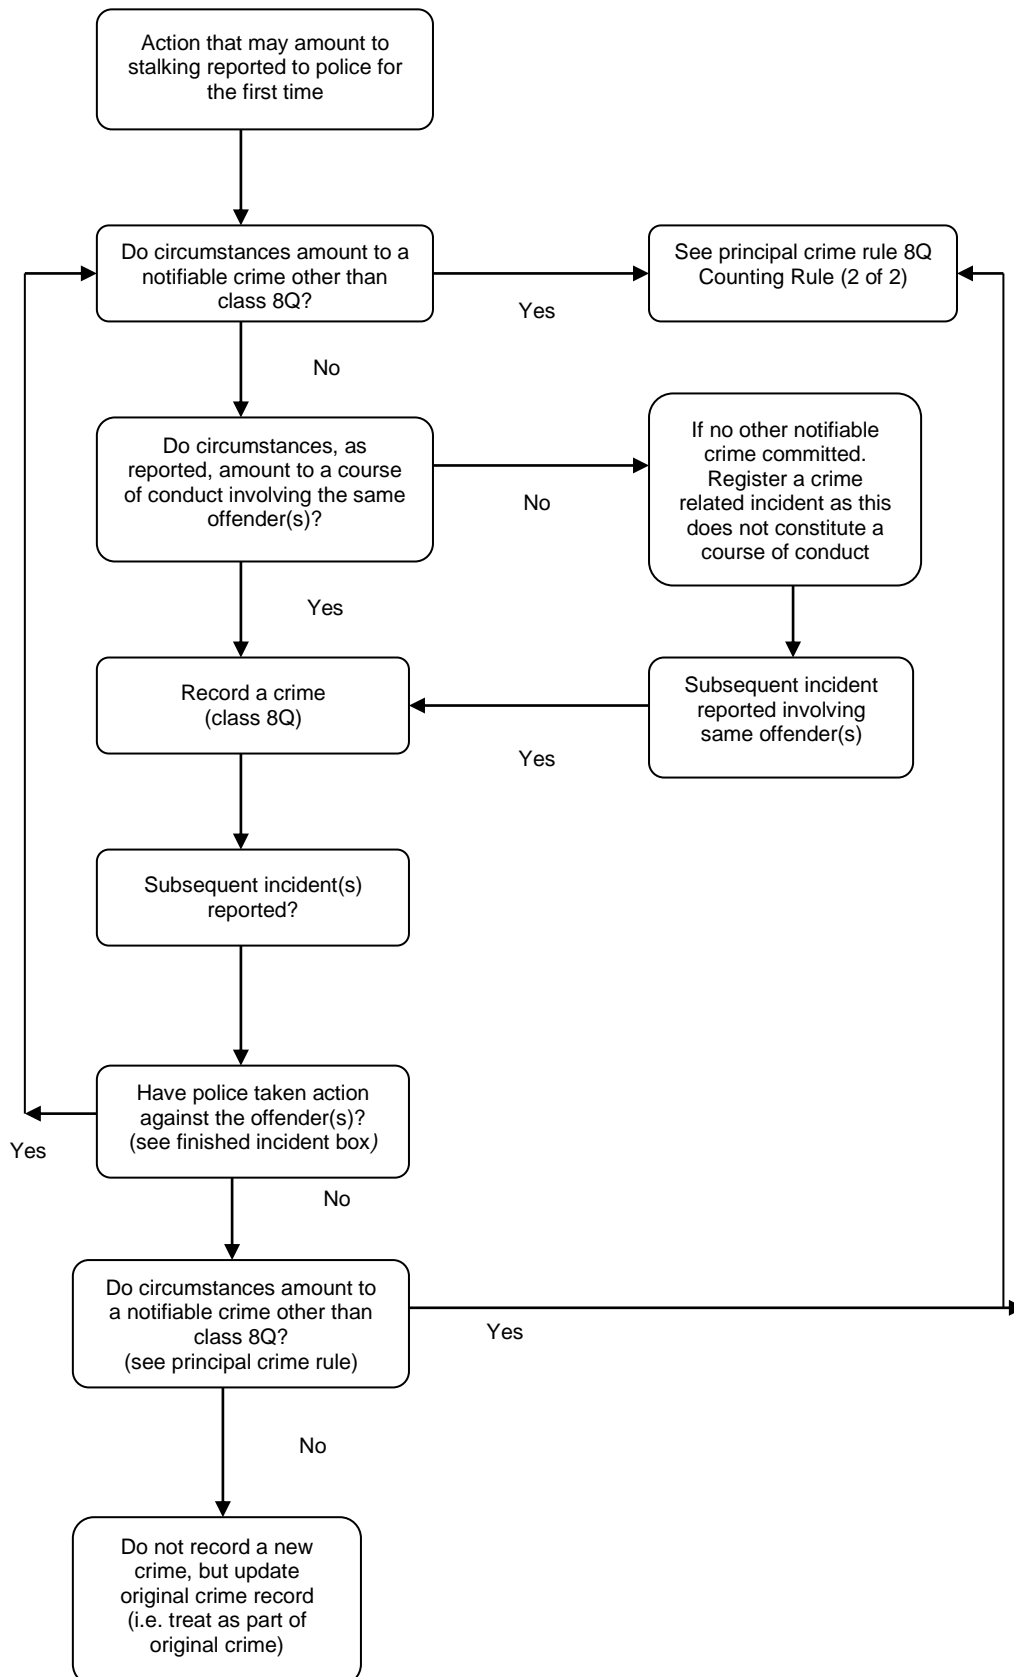 Action that may amount to
stalking reported to police for
the first time
Do circumstances amount to a
notifiable crime other than
class 8Q?
See principal crime rule 8Q
Counting Rule (2 of 2)
Yes
No
Do circumstances, as
reported, amount to a course
of conduct involving the same
offender(s)?
If no other notifiable
crime committed.
Register a crime
related incident as this
does not constitute a
course of conduct
No
Yes
Record a crime
(class 8Q)
Subsequent incident
reported involving
same offender(s)
Yes
Subsequent incident(s)
reported?
Have police taken action
against the offender(s)?
(see finished incident box)
Yes
No
Do circumstances amount to
a notifiable crime other than
class 8Q?
(see principal crime rule)
Yes
No
Do not record a new
crime, but update
original crime record
(i.e. treat as part of
original crime)